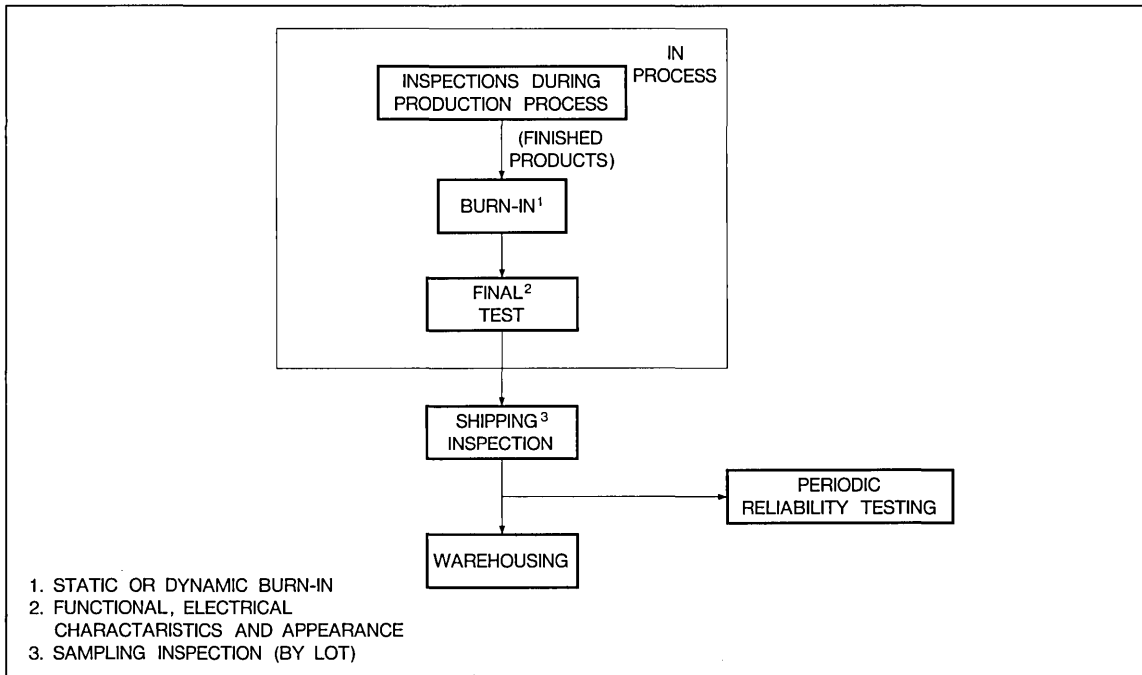 IN
PROCESS
INSPECTIONS DURING
PRODUCTION PROCESS
(FINISHED
PRODUCTS)
BURN-IN¹
FINAL²
TEST
SHIPPING³
INSPECTION
PERIODIC
RELIABILITY TESTING
WAREHOUSING
1. STATIC OR DYNAMIC BURN-IN
2. FUNCTIONAL, ELECTRICAL
CHARACTARISTICS AND APPEARANCE
3. SAMPLING INSPECTION (BY LOT)